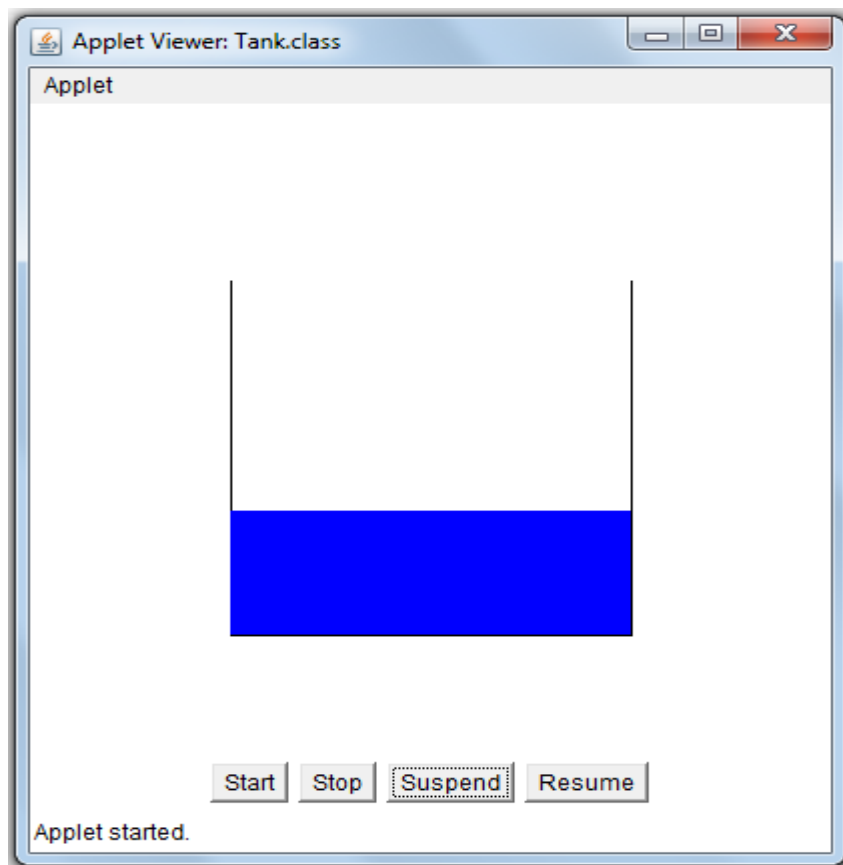 Applet Viewer: Tank.class
Applet
Start Stop Suspend Resume
Applet started.